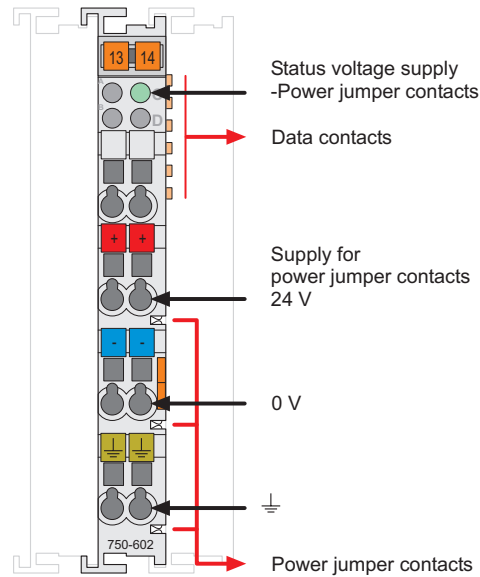 13 14
A C
B D
Status voltage supply
-Power jumper contacts
Data contacts
+ +
Supply for
power jumper contacts
24 V
- -
0 V
750-602
Power jumper contacts